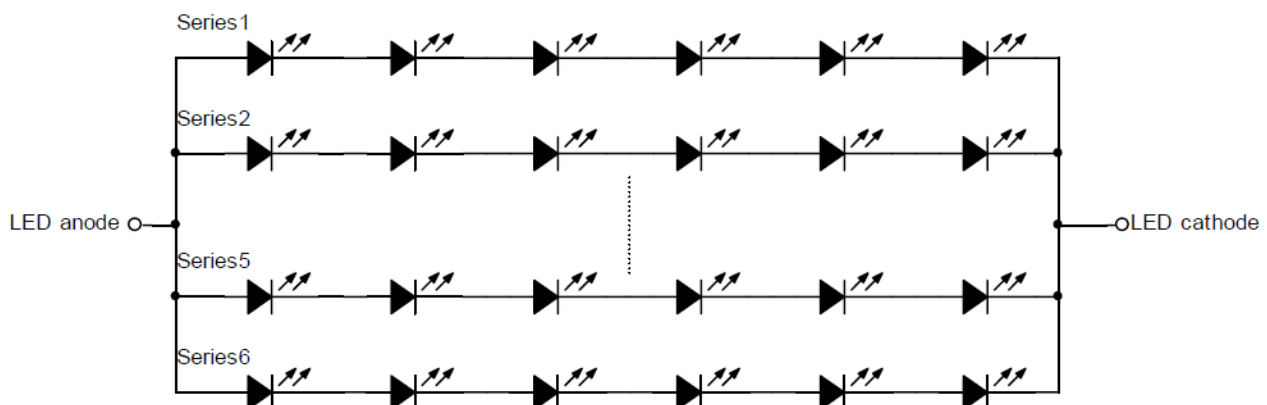 Series1
Series2
LED anode
LED cathode
Series5
Series6